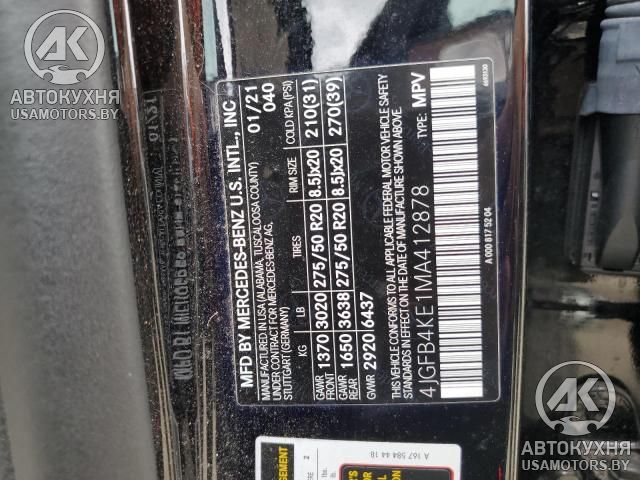 MFD BY MERCEDES-BENZ U.S. INTL., INC
MANUFACTURED IN USA (ALABAMA, TUSCALOOSA COUNTY)
UNDER CONTRACT FOR MERCEDES-BENZ AG,
STUTTGART (GERMANY)
01/21
040
KG LB TIRES RIM SIZE COLD KPA (PSI)
GAWR FRONT 1370 3020 275/50 R20 8.5Jx20 210(31)
GAWR REAR 1650 3638 275/50 R20 8.5Jx20 270(39)
GVWR 2920 6437
THIS VEHICLE CONFORMS TO ALL APPLICABLE FEDERAL MOTOR VEHICLE SAFETY
STANDARDS IN EFFECT ON THE DATE OF MANUFACTURE SHOWN ABOVE.
4JGFB4KE1MA412878 TYPE: MPV
A 000 817 52 04
A 167 584 44 18
AK
АВТОКУХНЯ
USAMOTORS.BY
AK
АВТОКУХНЯ
USAMOTORS.BY